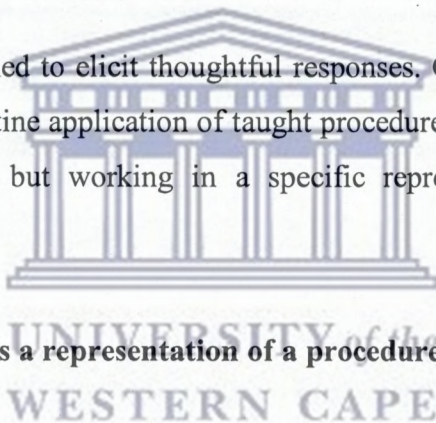 ed to elicit thoughtful responses.
tine application of taught procedure
but working in a specific repre
UNIVERSITY of the
s a representation of a procedure
WESTERN CAPE